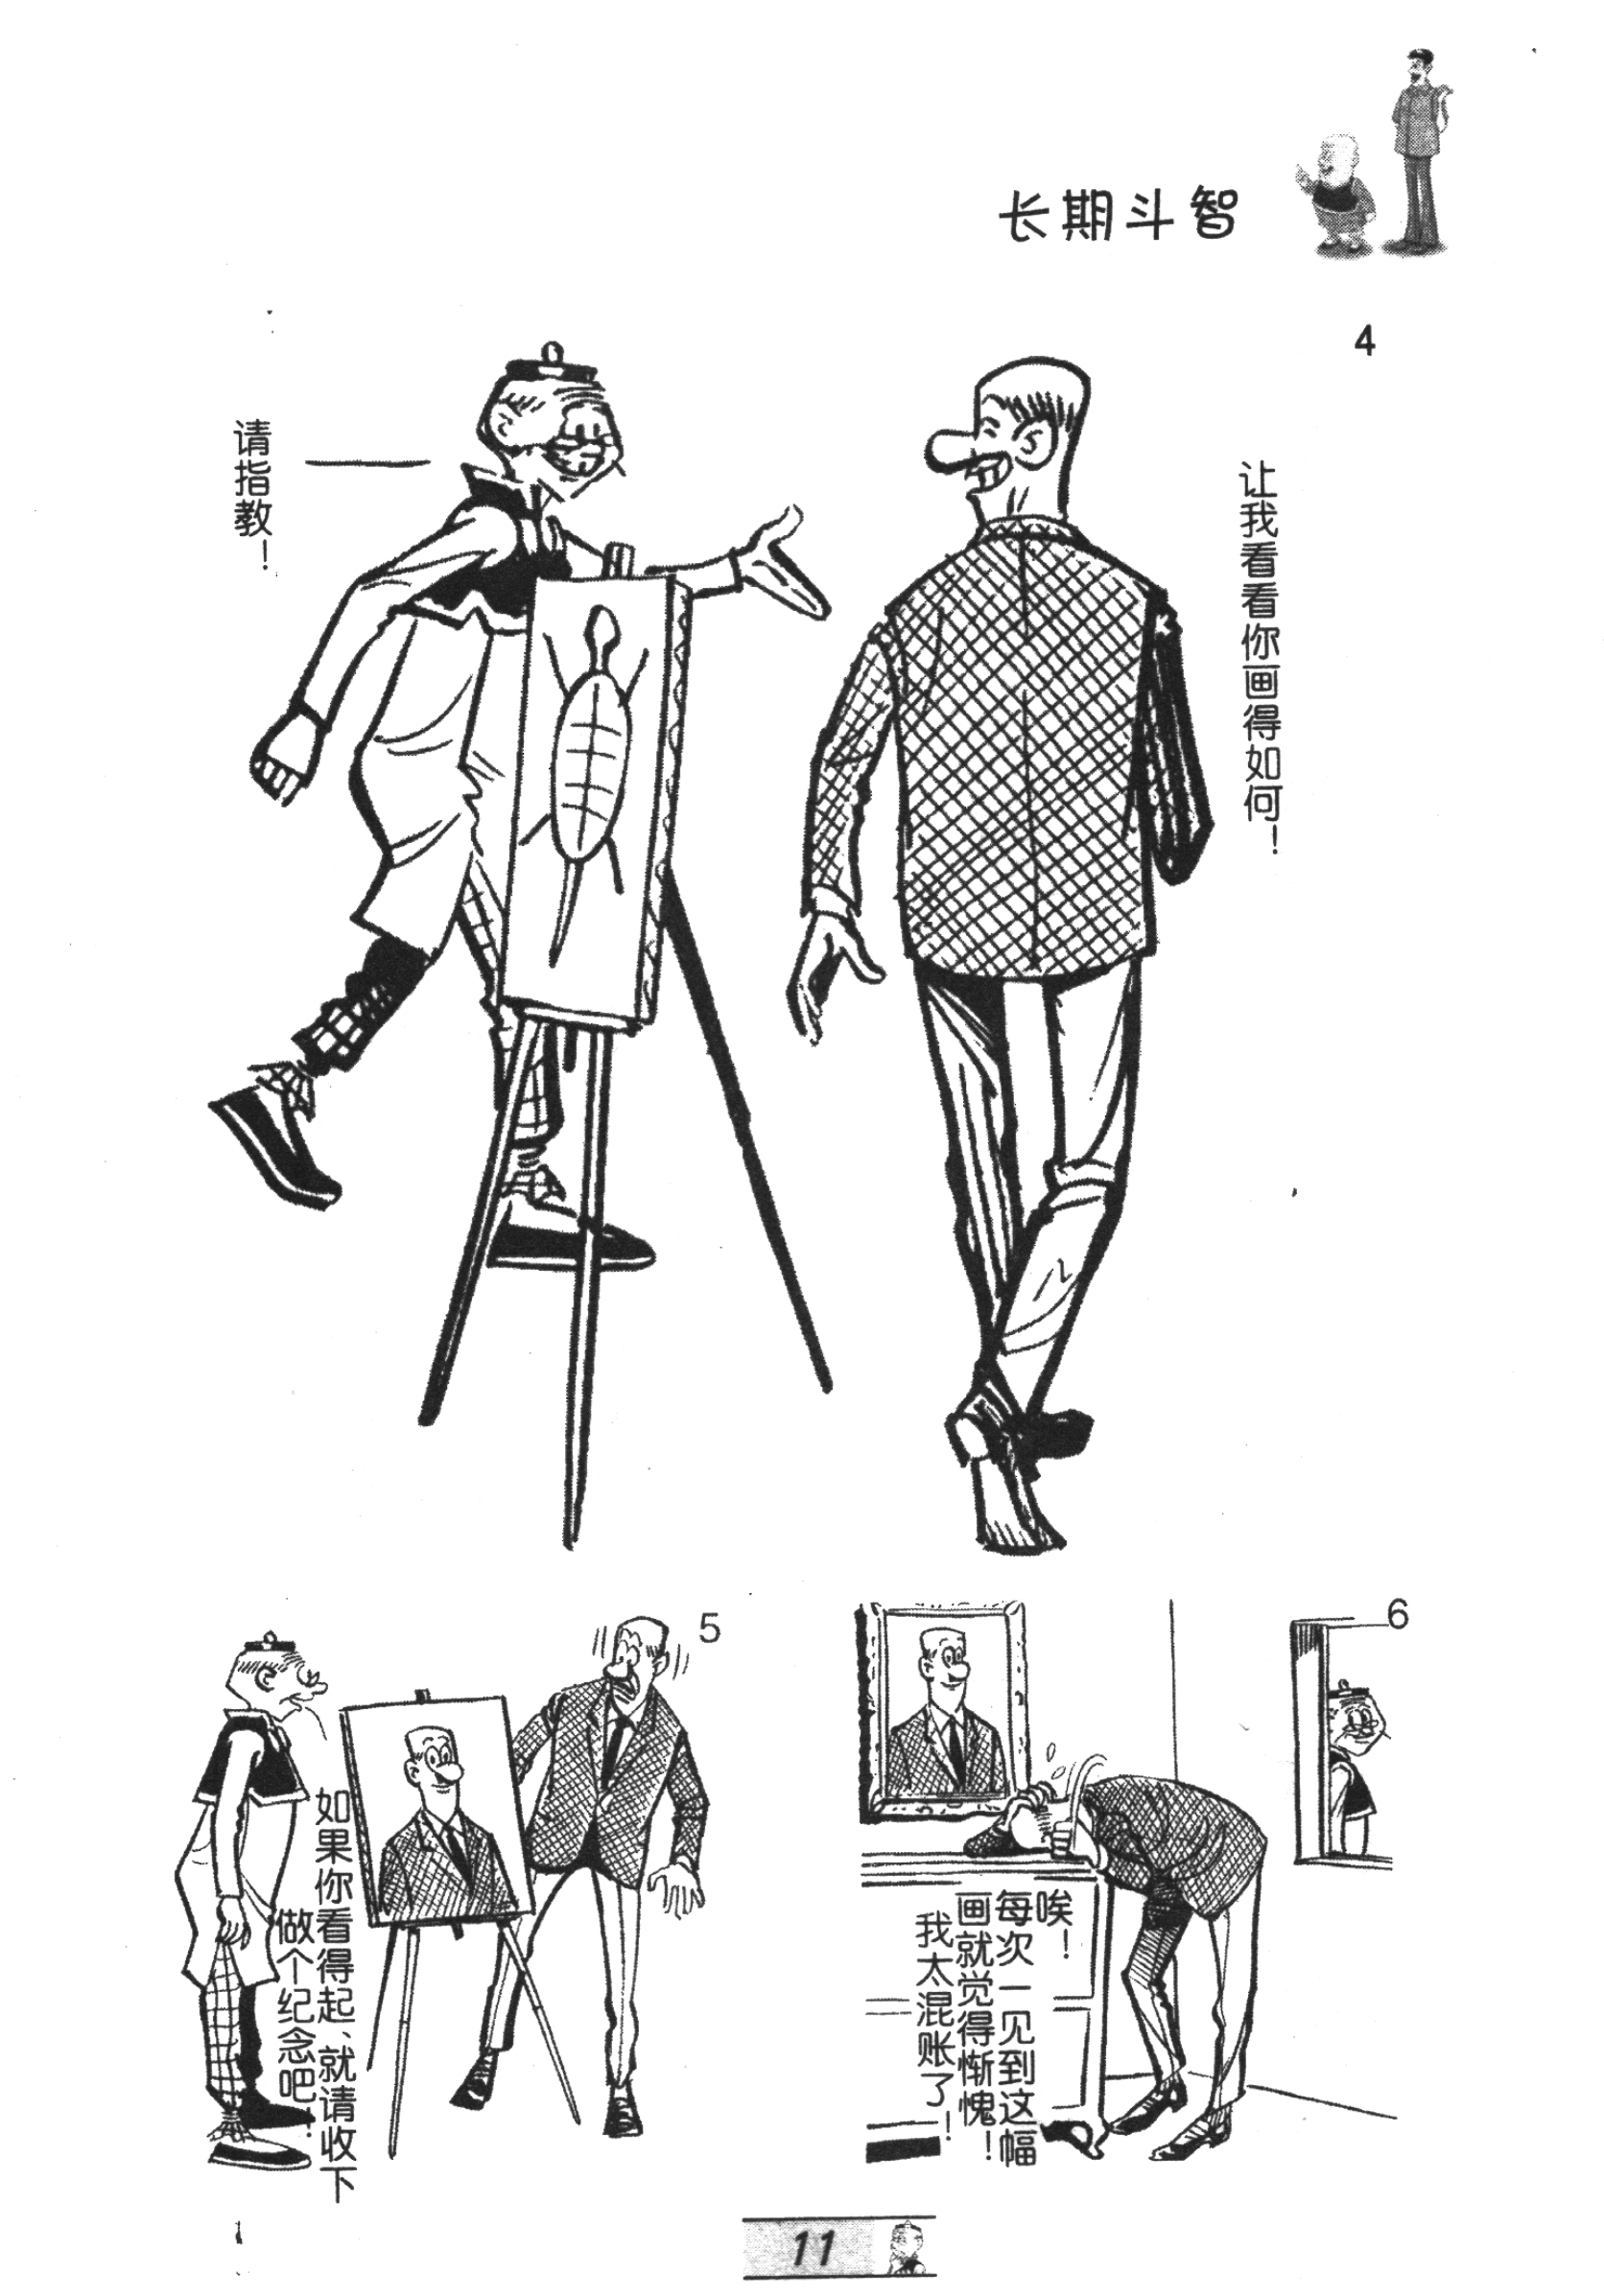 长期斗智
4
让我看看你画得如何！
请指教！
5
如果你看得起、就请收下
做个纪念吧！
6
唉！
每次一见到这幅
画就觉得惭愧！
我太混账了！
11